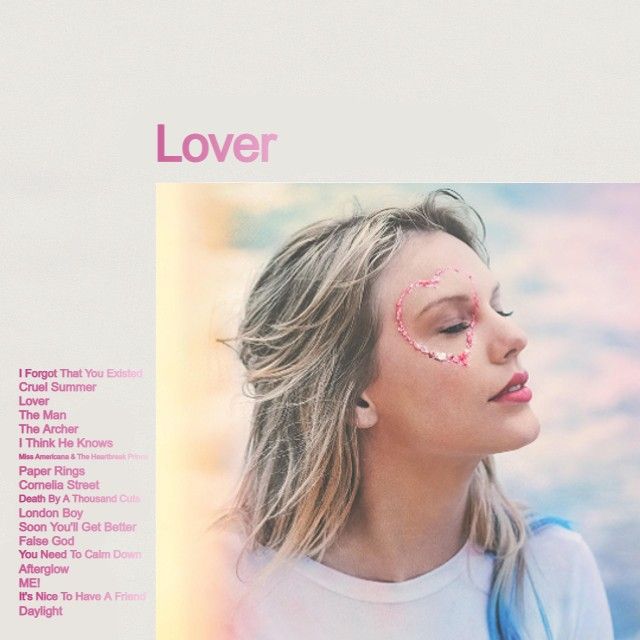 Lover
I Forgot That You Existed
Cruel Summer
Lover
The Man
The Archer
I Think He Knows
Miss Americana & The Heartbreak Prince
Paper Rings
Cornelia Street
Death By A Thousand Cuts
London Boy
Soon You'll Get Better
False God
You Need To Calm Down
Afterglow
ME!
It's Nice To Have A Friend
Daylight